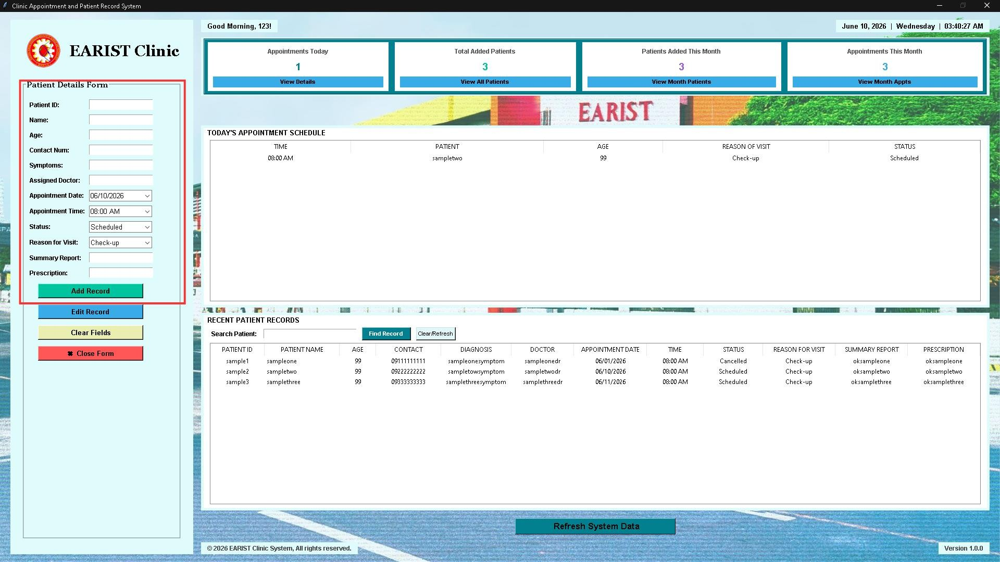 Clinic Appointment and Patient Record System
EARIST Clinic
Patient Details Form
Patient ID:
Name:
Age:
Contact Num:
Symptoms:
Assigned Doctor:
Appointment Date: 06/10/2026
Appointment Time: 08:00 AM
Status: Scheduled
Reason for Visit: Check-up
Summary Report:
Prescription:
Add Record
Edit Record
Clear Fields
✖ Close Form
Good Morning, 123!
June 10, 2026 | Wednesday | 03:40:27 AM
Appointments Today
1
View Details
Total Added Patients
3
View All Patients
Patients Added This Month
3
View Month Patients
Appointments This Month
3
View Month Appts
EARIST
TODAY'S APPOINTMENT SCHEDULE
TIME PATIENT AGE REASON OF VISIT STATUS
08:00 AM sampletwo 99 Check-up Scheduled
RECENT PATIENT RECORDS
Search Patient: Find Record Clear/Refresh
PATIENT ID PATIENT NAME AGE CONTACT DIAGNOSIS DOCTOR APPOINTMENT DATE TIME STATUS REASON FOR VISIT SUMMARY REPORT PRESCRIPTION
sample1 sampleone 99 09111111111 sampleonesymptom sampleonedr 06/01/2026 08:00 AM Cancelled Check-up oksampleone oksampleone
sample2 sampletwo 99 09222222222 sampletowsymptom sampletwodr 06/10/2026 08:00 AM Scheduled Check-up oksampletwo oksampletwo
sample3 samplethree 99 09333333333 samplethreesymptom samplethreedr 06/11/2026 08:00 AM Scheduled Check-up oksamplethree oksamplethree
Refresh System Data
© 2026 EARIST Clinic System, All rights reserved.
Version 1.0.0